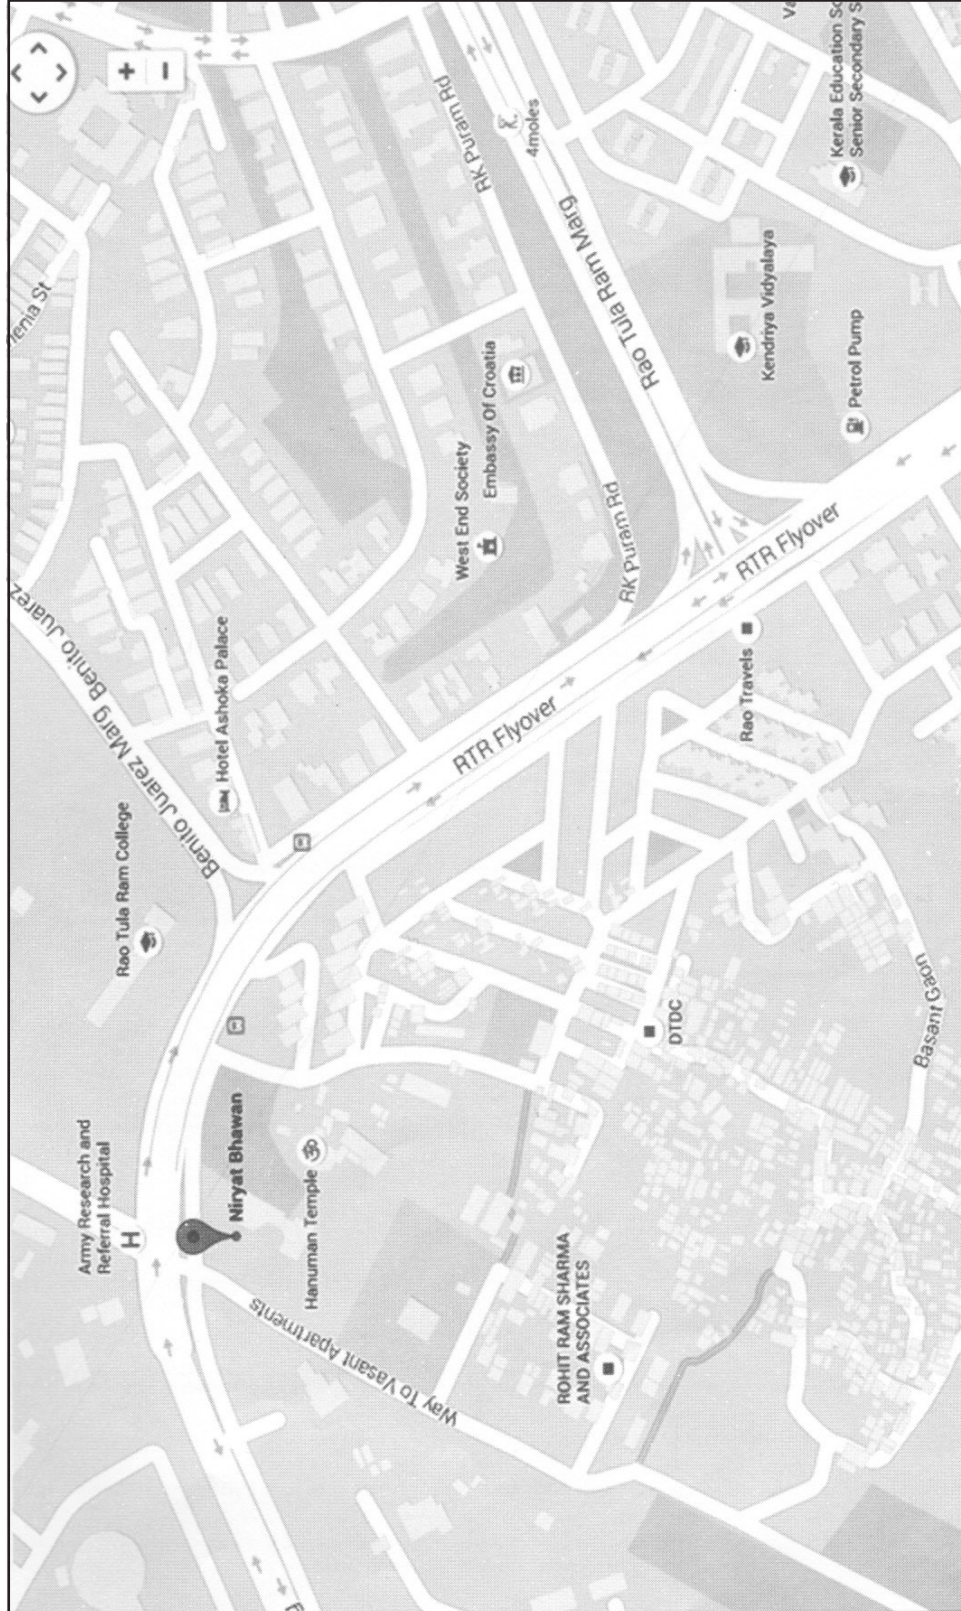 Army Research and
Referral Hospital
H
Rao Tula Ram College
Benito Juarez Marg
Benito Juarez
Benito Juarez
Hotel Ashoka Palace
Niryat Bhawan
Hanuman Temple
Way To Vasant Apartments
RTR Flyover
West End Society
Embassy Of Croatia
RK Puram Rd
RK Puram Rd
4moles
Rao Tula Ram Marg
ROHIT RAM SHARMA
AND ASSOCIATES
DTDC
RTR Flyover
Rao Travels
Kendriya Vidyalaya
Petrol Pump
Kerala Education So
Senior Secondary S
Basant Gaon